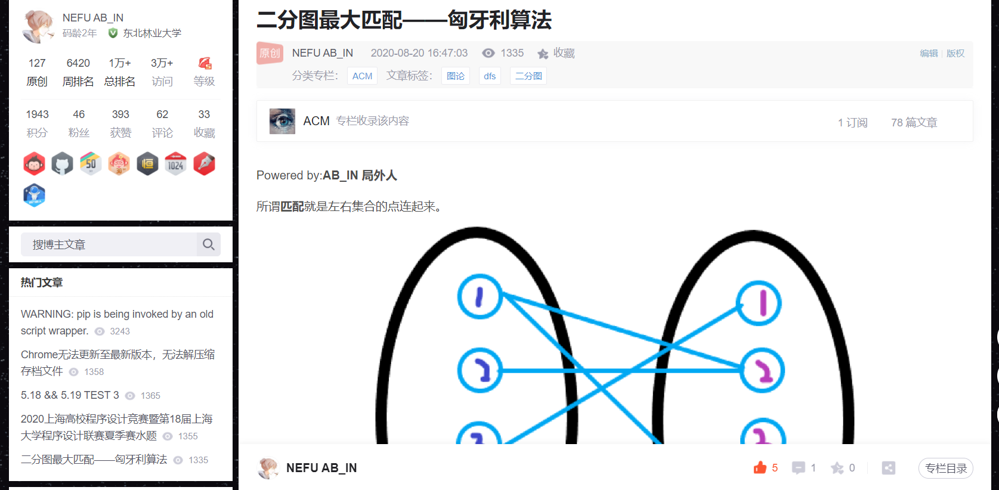 NEFU AB_IN
码龄2年 东北林业大学
127 6420 1万+ 3万+
原创 周排名 总排名 访问 等级
1943 46 393 62 33
积分 粉丝 获赞 评论 收藏
50 30 1024
搜博主文章
热门文章
WARNING: pip is being invoked by an old
script wrapper. 3243
Chrome无法更新至最新版本，无法解压缩
存档文件 1358
5.18 && 5.19 TEST 3 1365
2020上海高校程序设计竞赛暨第18届上海
大学程序设计联赛夏季赛水题 1355
二分图最大匹配——匈牙利算法 1335
二分图最大匹配——匈牙利算法
原创 NEFU AB_IN 2020-08-20 16:47:03 1335 收藏 编辑 版权
分类专栏： ACM 文章标签： 图论 dfs 二分图
ACM 专栏收录该内容 1 订阅 78 篇文章
Powered by:AB_IN 局外人
所谓匹配就是左右集合的点连起来。
1 1
2 2
3 3
NEFU AB_IN 5 1 0 专栏目录